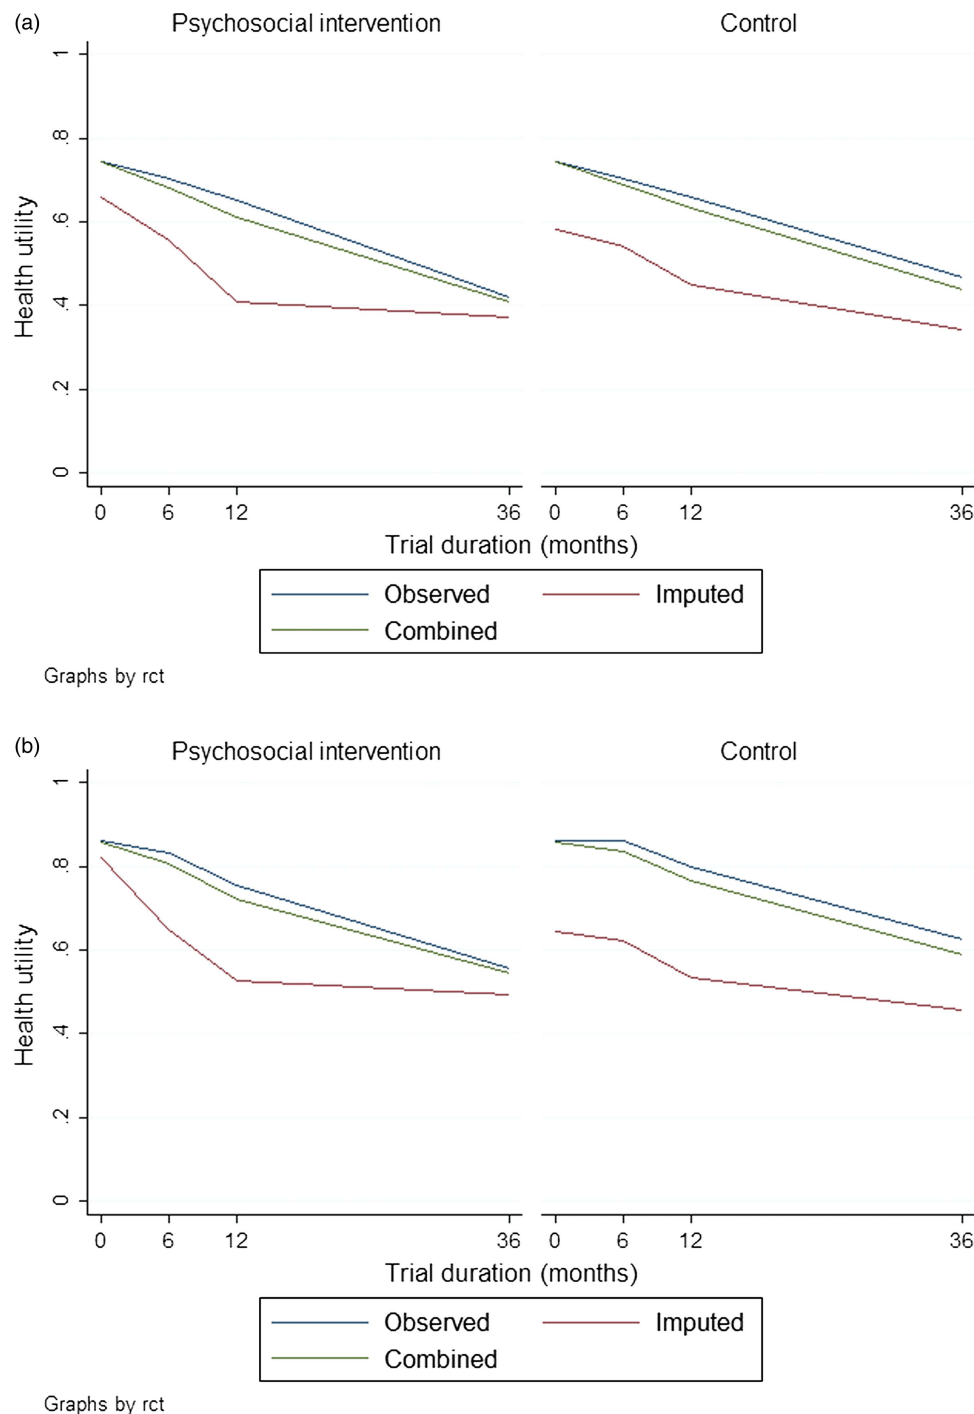 (a)
Psychosocial intervention Control
Health utility
1
.8
.6
.4
.2
0
0 6 12 36 0 6 12 36
Trial duration (months)
Observed Imputed
Combined
Graphs by rct
(b)
Psychosocial intervention Control
Health utility
1
.8
.6
.4
.2
0
0 6 12 36 0 6 12 36
Trial duration (months)
Observed Imputed
Combined
Graphs by rct